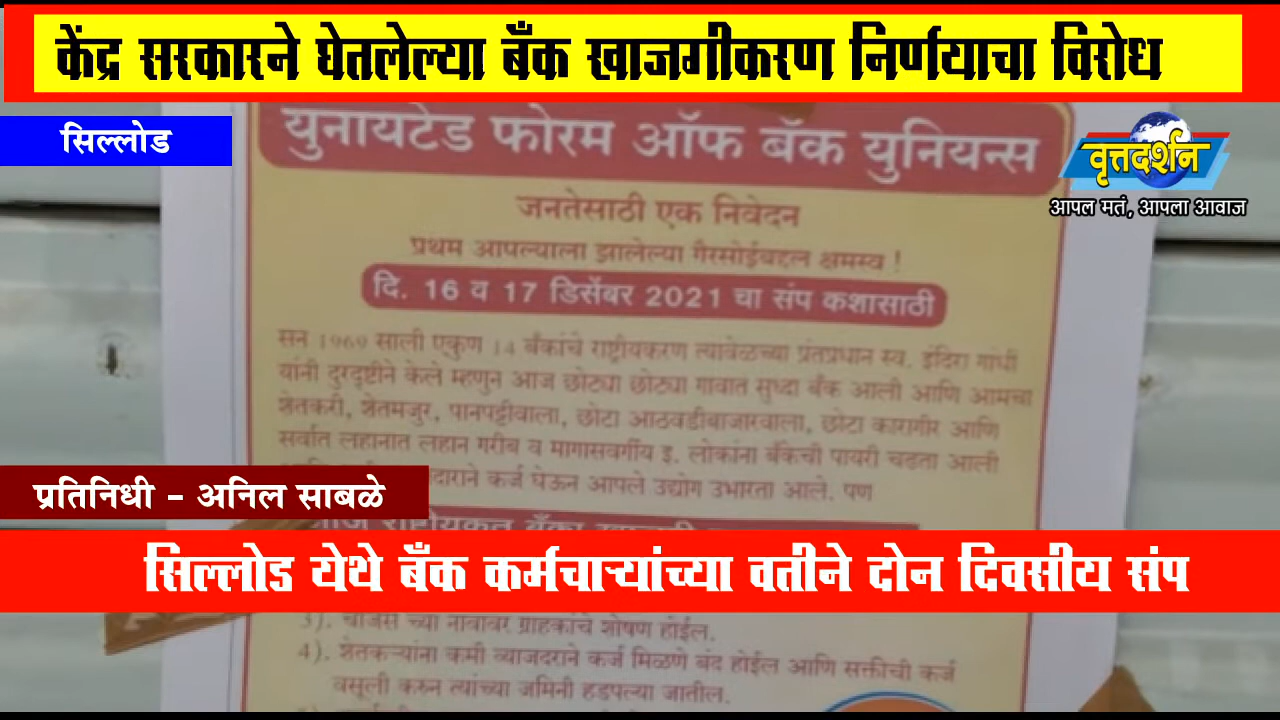 केंद्र सरकारने घेतलेल्या बँक खाजगीकरण निर्णयाचा विरोध
सिल्लोड
वृत्तदर्शन
आपल मतं, आपला आवाज
युनायटेड फोरम ऑफ बॅक युनियन्स
जनतेसाठी एक निवेदन
प्रथम आपल्याला झालेल्या गैरसोईबद्दल क्षमस्व !
दि. 16 व 17 डिसेंबर 2021 चा संप कशासाठी
सन 1969 साली एकुण 14 बँकांचे राष्ट्रीयकरण त्यावेळच्या प्रंतप्रधान स्व. इंदिरा गांधी
यांनी दुरदृष्टीने केले म्हणुन आज छोट्या छोट्या गावात सुध्दा बँक आली आणि आमचा
शेतकरी, शेतमजुर, पानपट्टीवाला, छोटा आठवडीबाजारवाला, छोटा कारागीर आणि
सर्वात लहानात लहान गरीब व मागासवर्गीय इ. लोकांना बँकेची पायरी चढता आली
दाराने कर्ज घेऊन आपले उद्योग उभारता आले. पण
प्रतिनिधी - अनिल साबळे
सिल्लोड येथे बँक कर्मचाऱ्यांच्या वतीने दोन दिवसीय संप
3). चार्जेस च्या नावावर ग्राहकांचे शोषण होईल.
4). शेतकऱ्यांना कमी व्याजदराने कर्ज मिळणे बंद होईल आणि सक्तीची कर्ज
वसूली करुन त्यांच्या जमिनी हडपल्या जातील.